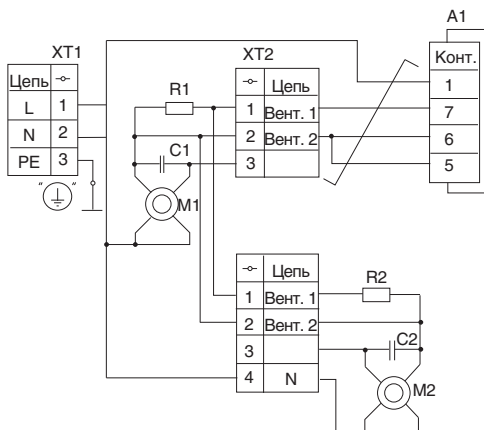 A1
XT1
XT2
Конт.
Цепь
Цепь
1
R1
L 1
1 Вент. 1
7
N 2
2 Вент. 2
6
C1
PE 3
3
5
M1
Цепь
R2
1 Вент. 1
2 Вент. 2
C2
3
4 N
M2